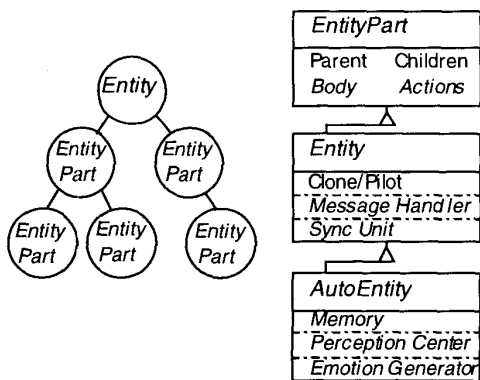 Entity
Entity
Part
Entity
Part
Entity
Part
Entity
Part
Entity
Part
EntityPart
Parent Children
Body Actions
Entity
Clone/Pilot
Message Handler
Sync Unit
AutoEntity
Memory
Perception Center
Emotion Generator